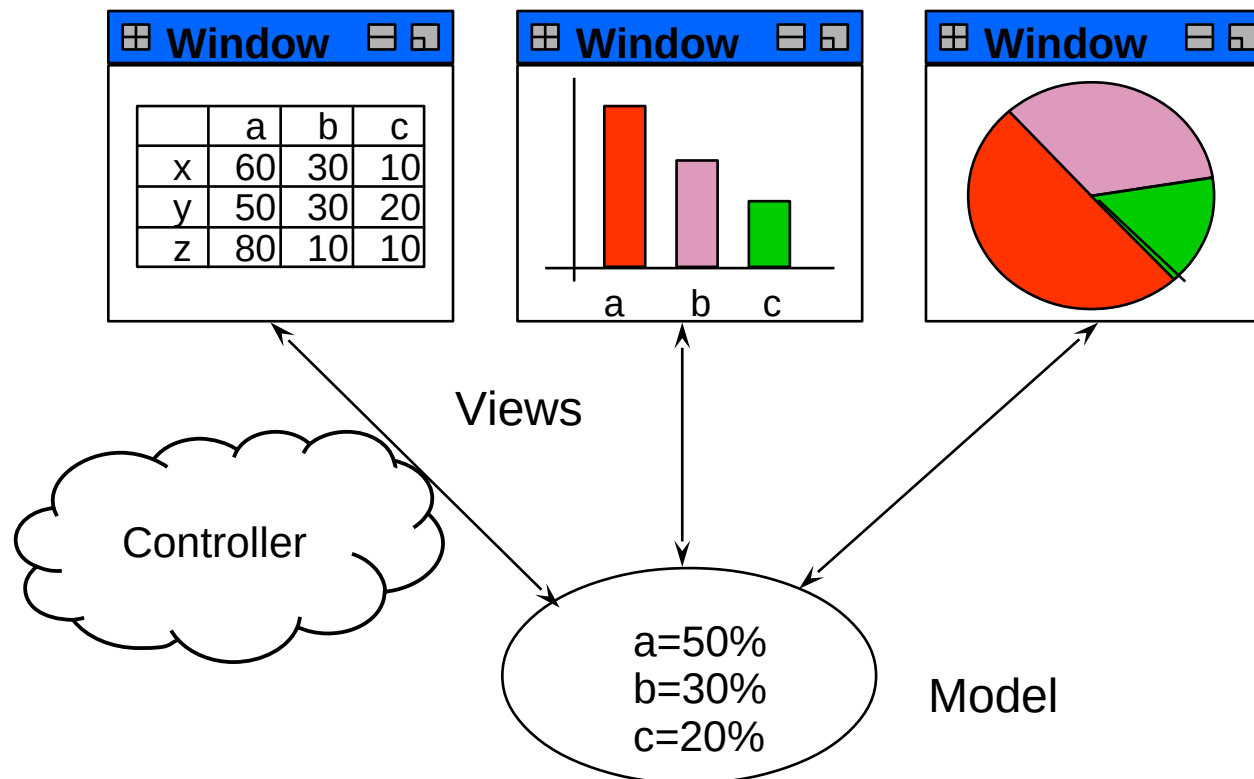 Window
a b c
x 60 30 10
y 50 30 20
z 80 10 10
Window
a b c
Window
Views
Controller
a=50%
b=30%
c=20%
Model